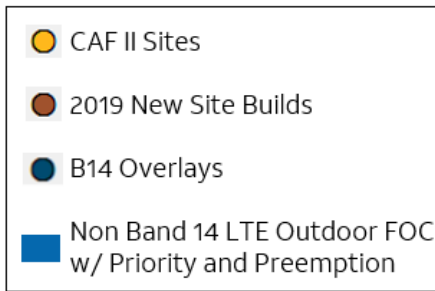 CAF II Sites
2019 New Site Builds
B14 Overlays
Non Band 14 LTE Outdoor FOC
w/ Priority and Preemption